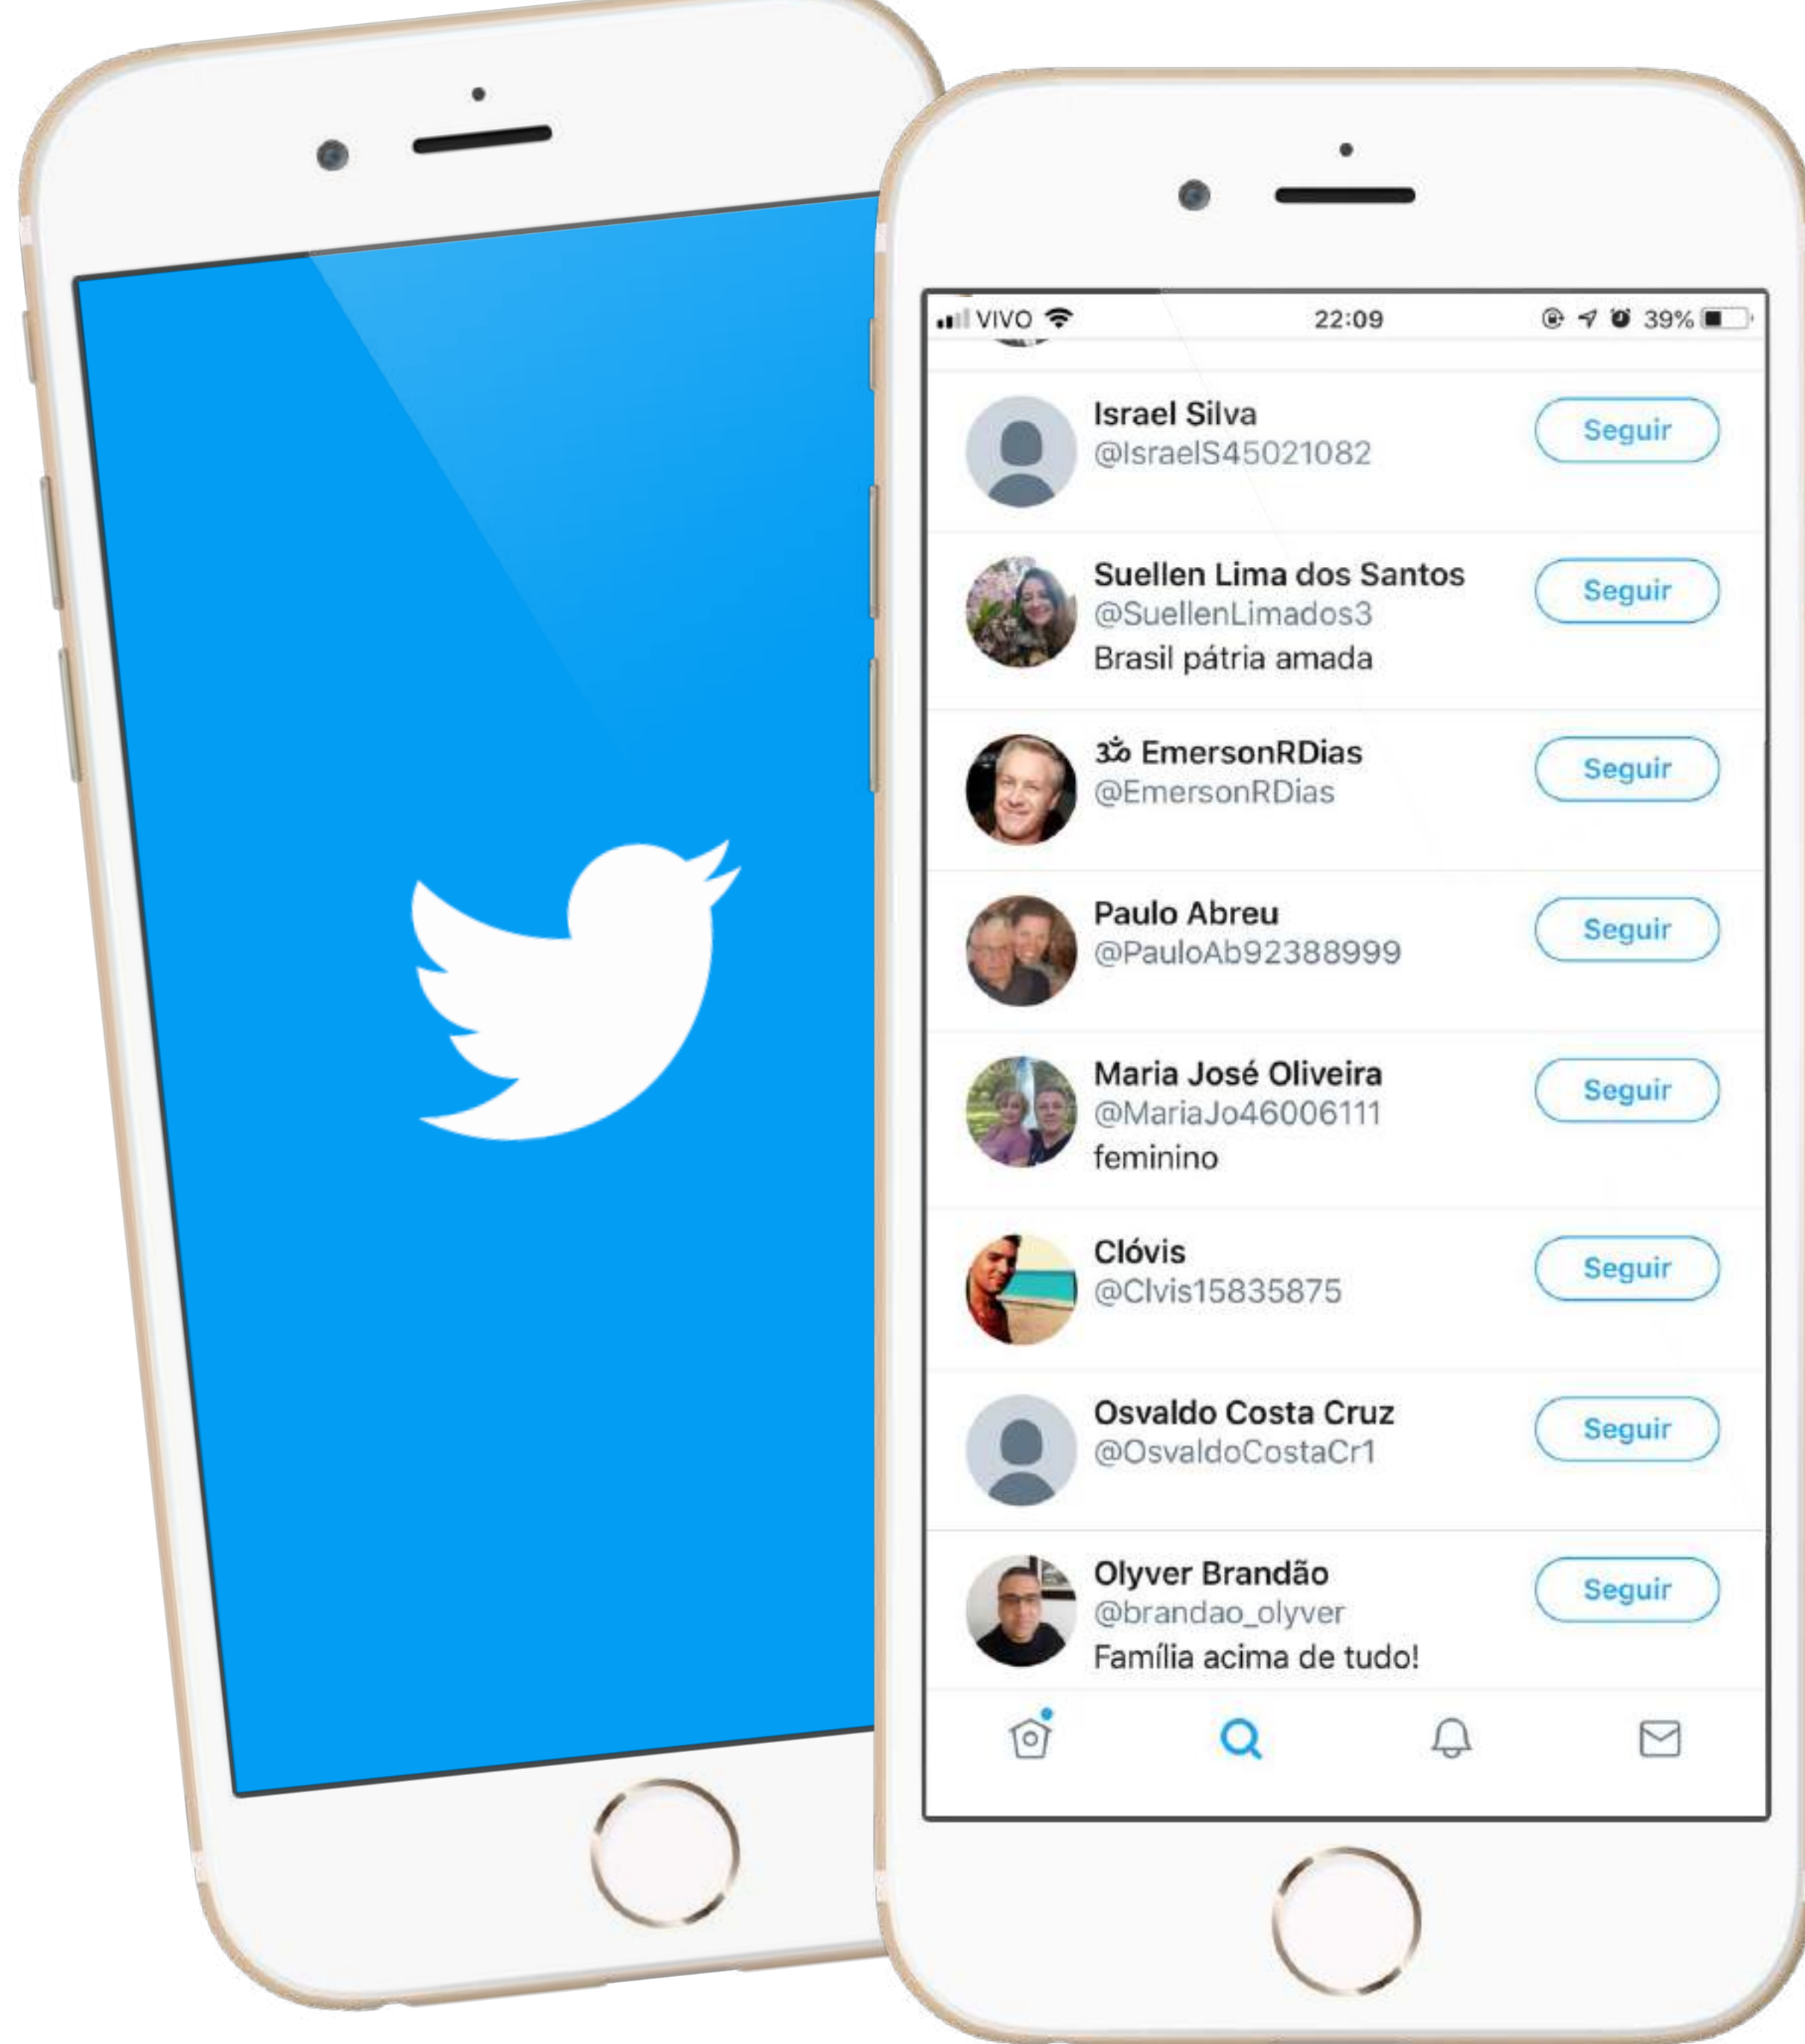 VIVO 22:09 39%
Israel Silva
@IsraelS45021082
Seguir
Suellen Lima dos Santos
@SuellenLimados3
Brasil pátria amada
Seguir
ॐ EmersonRDias
@EmersonRDias
Seguir
Paulo Abreu
@PauloAb92388999
Seguir
Maria José Oliveira
@MariaJo46006111
feminino
Seguir
Clóvis
@Clvis15835875
Seguir
Osvaldo Costa Cruz
@OsvaldoCostaCr1
Seguir
Olyver Brandão
@brandao_olyver
Família acima de tudo!
Seguir